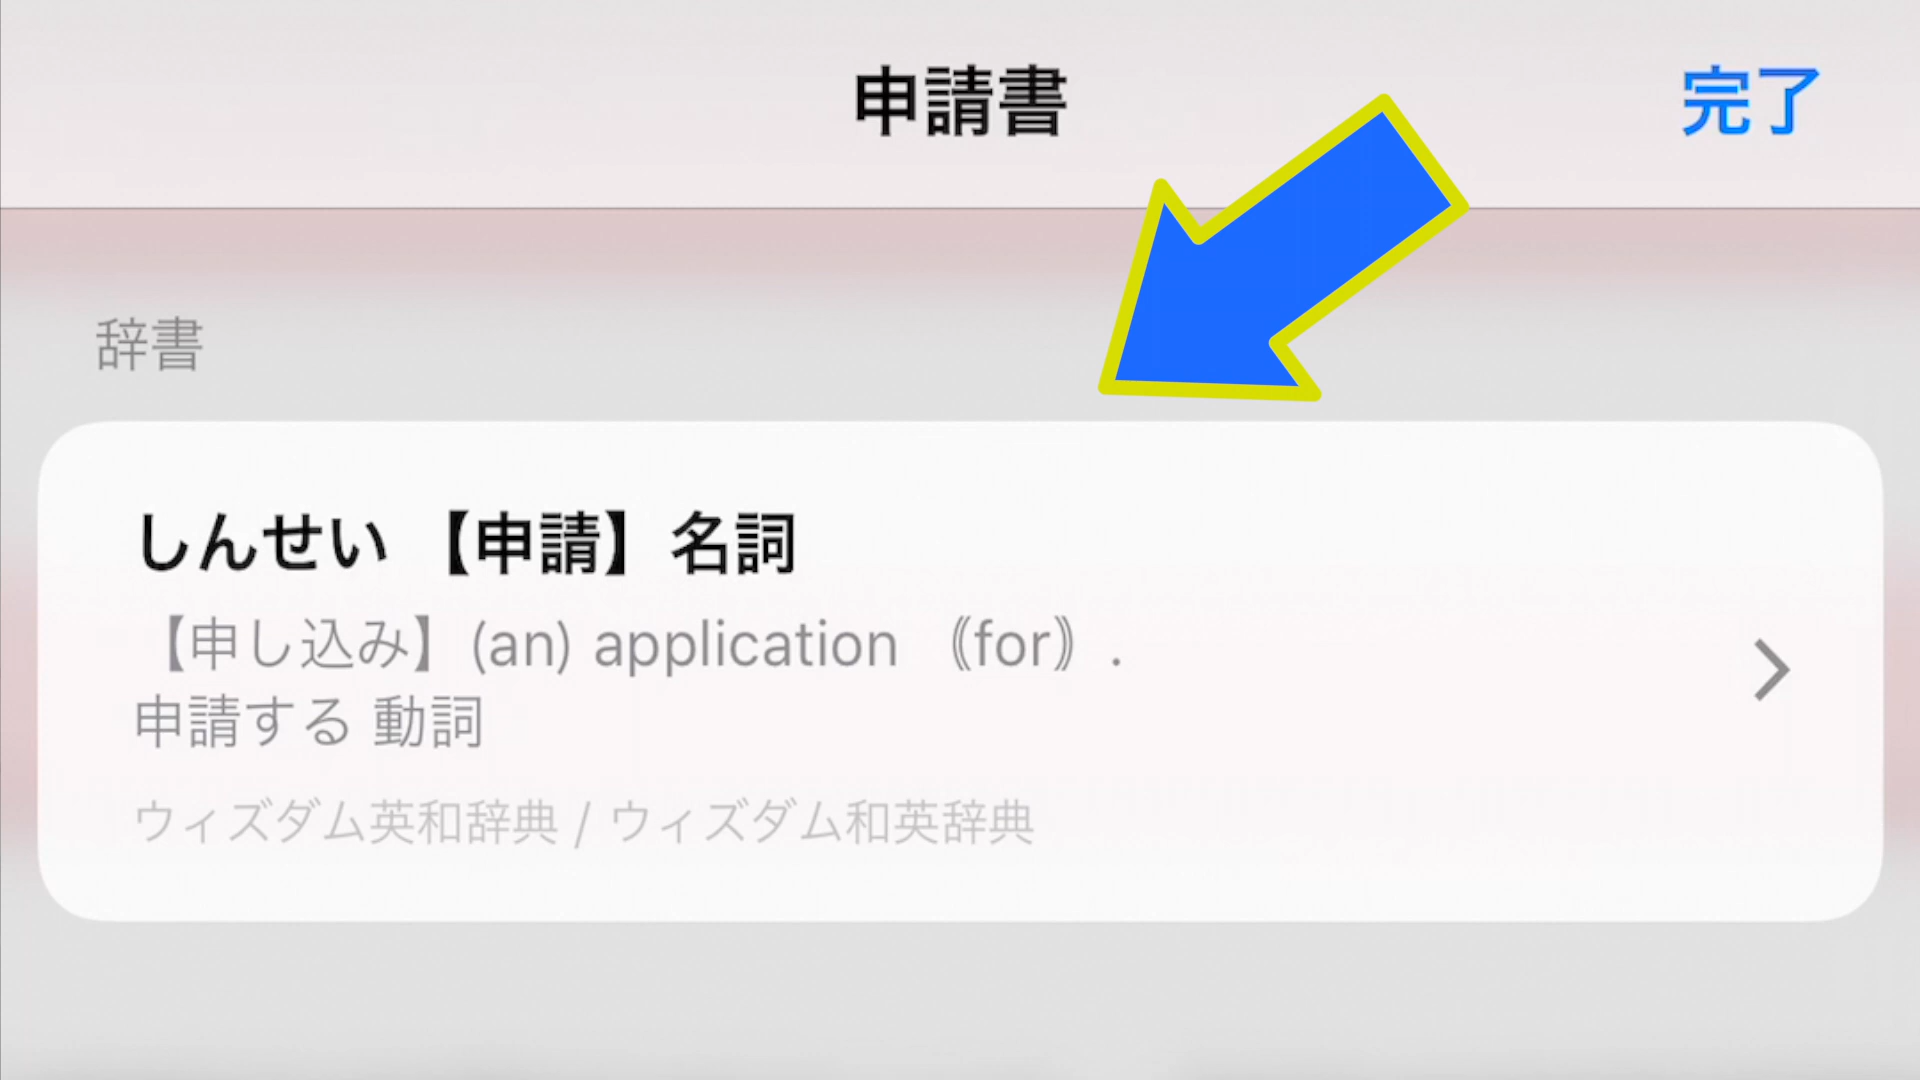 申請書
完了
辞書
しんせい 【申請】 名詞
【申し込み】 (an) application 《for》 .
申請する 動詞
ウィズダム英和辞典 / ウィズダム和英辞典